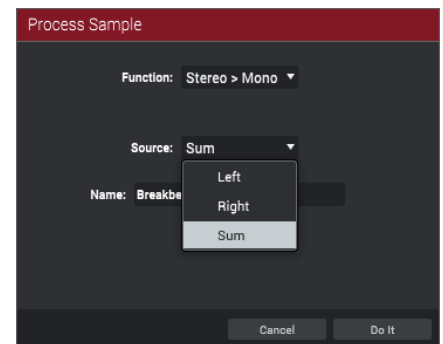 Process Sample
Function: Stereo > Mono
Source: Sum
Left
Name: Breakbe
Right
Sum
Cancel Do It